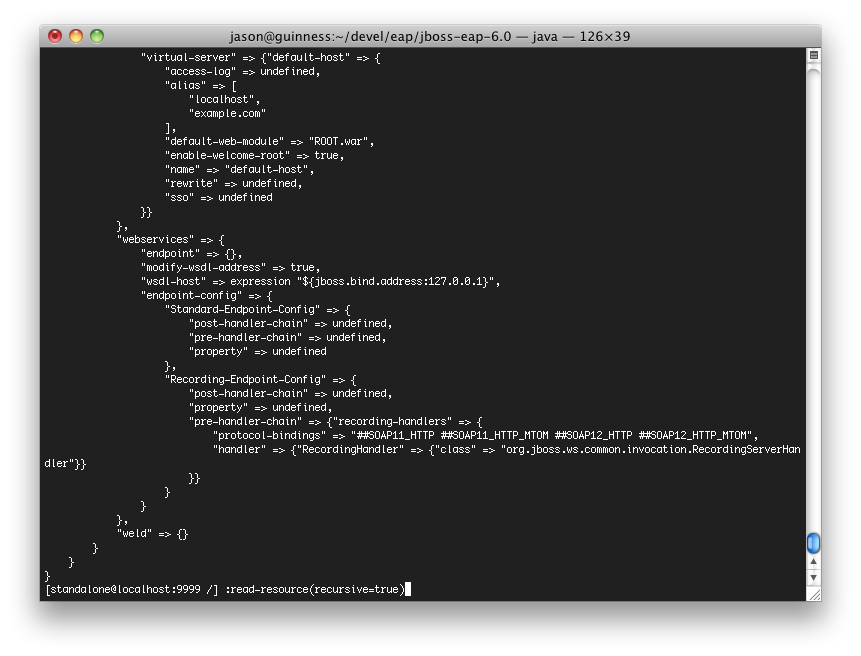 jason@guinness:~/devel/eap/jboss-eap-6.0 — java — 126×39
"virtual-server" => {"default-host" => {
"access-log" => undefined,
"alias" => [
"localhost",
"example.com"
],
"default-web-module" => "ROOT.war",
"enable-welcome-root" => true,
"name" => "default-host",
"rewrite" => undefined,
"sso" => undefined
}}
},
"webservices" => {
"endpoint" => {},
"modify-wsdl-address" => true,
"wsdl-host" => expression "${jboss.bind.address:127.0.0.1}",
"endpoint-config" => {
"Standard-Endpoint-Config" => {
"post-handler-chain" => undefined,
"pre-handler-chain" => undefined,
"property" => undefined
},
"Recording-Endpoint-Config" => {
"post-handler-chain" => undefined,
"property" => undefined,
"pre-handler-chain" => {"recording-handlers" => {
"protocol-bindings" => "##SOAP11_HTTP ##SOAP11_HTTP_MTOM ##SOAP12_HTTP ##SOAP12_HTTP_MTOM",
"handler" => {"RecordingHandler" => {"class" => "org.jboss.ws.common.invocation.RecordingServerHan
dler"}}
}}
}
}
},
"weld" => {}
}
}
}
[standalone@localhost:9999 /] :read-resource(recursive=true)